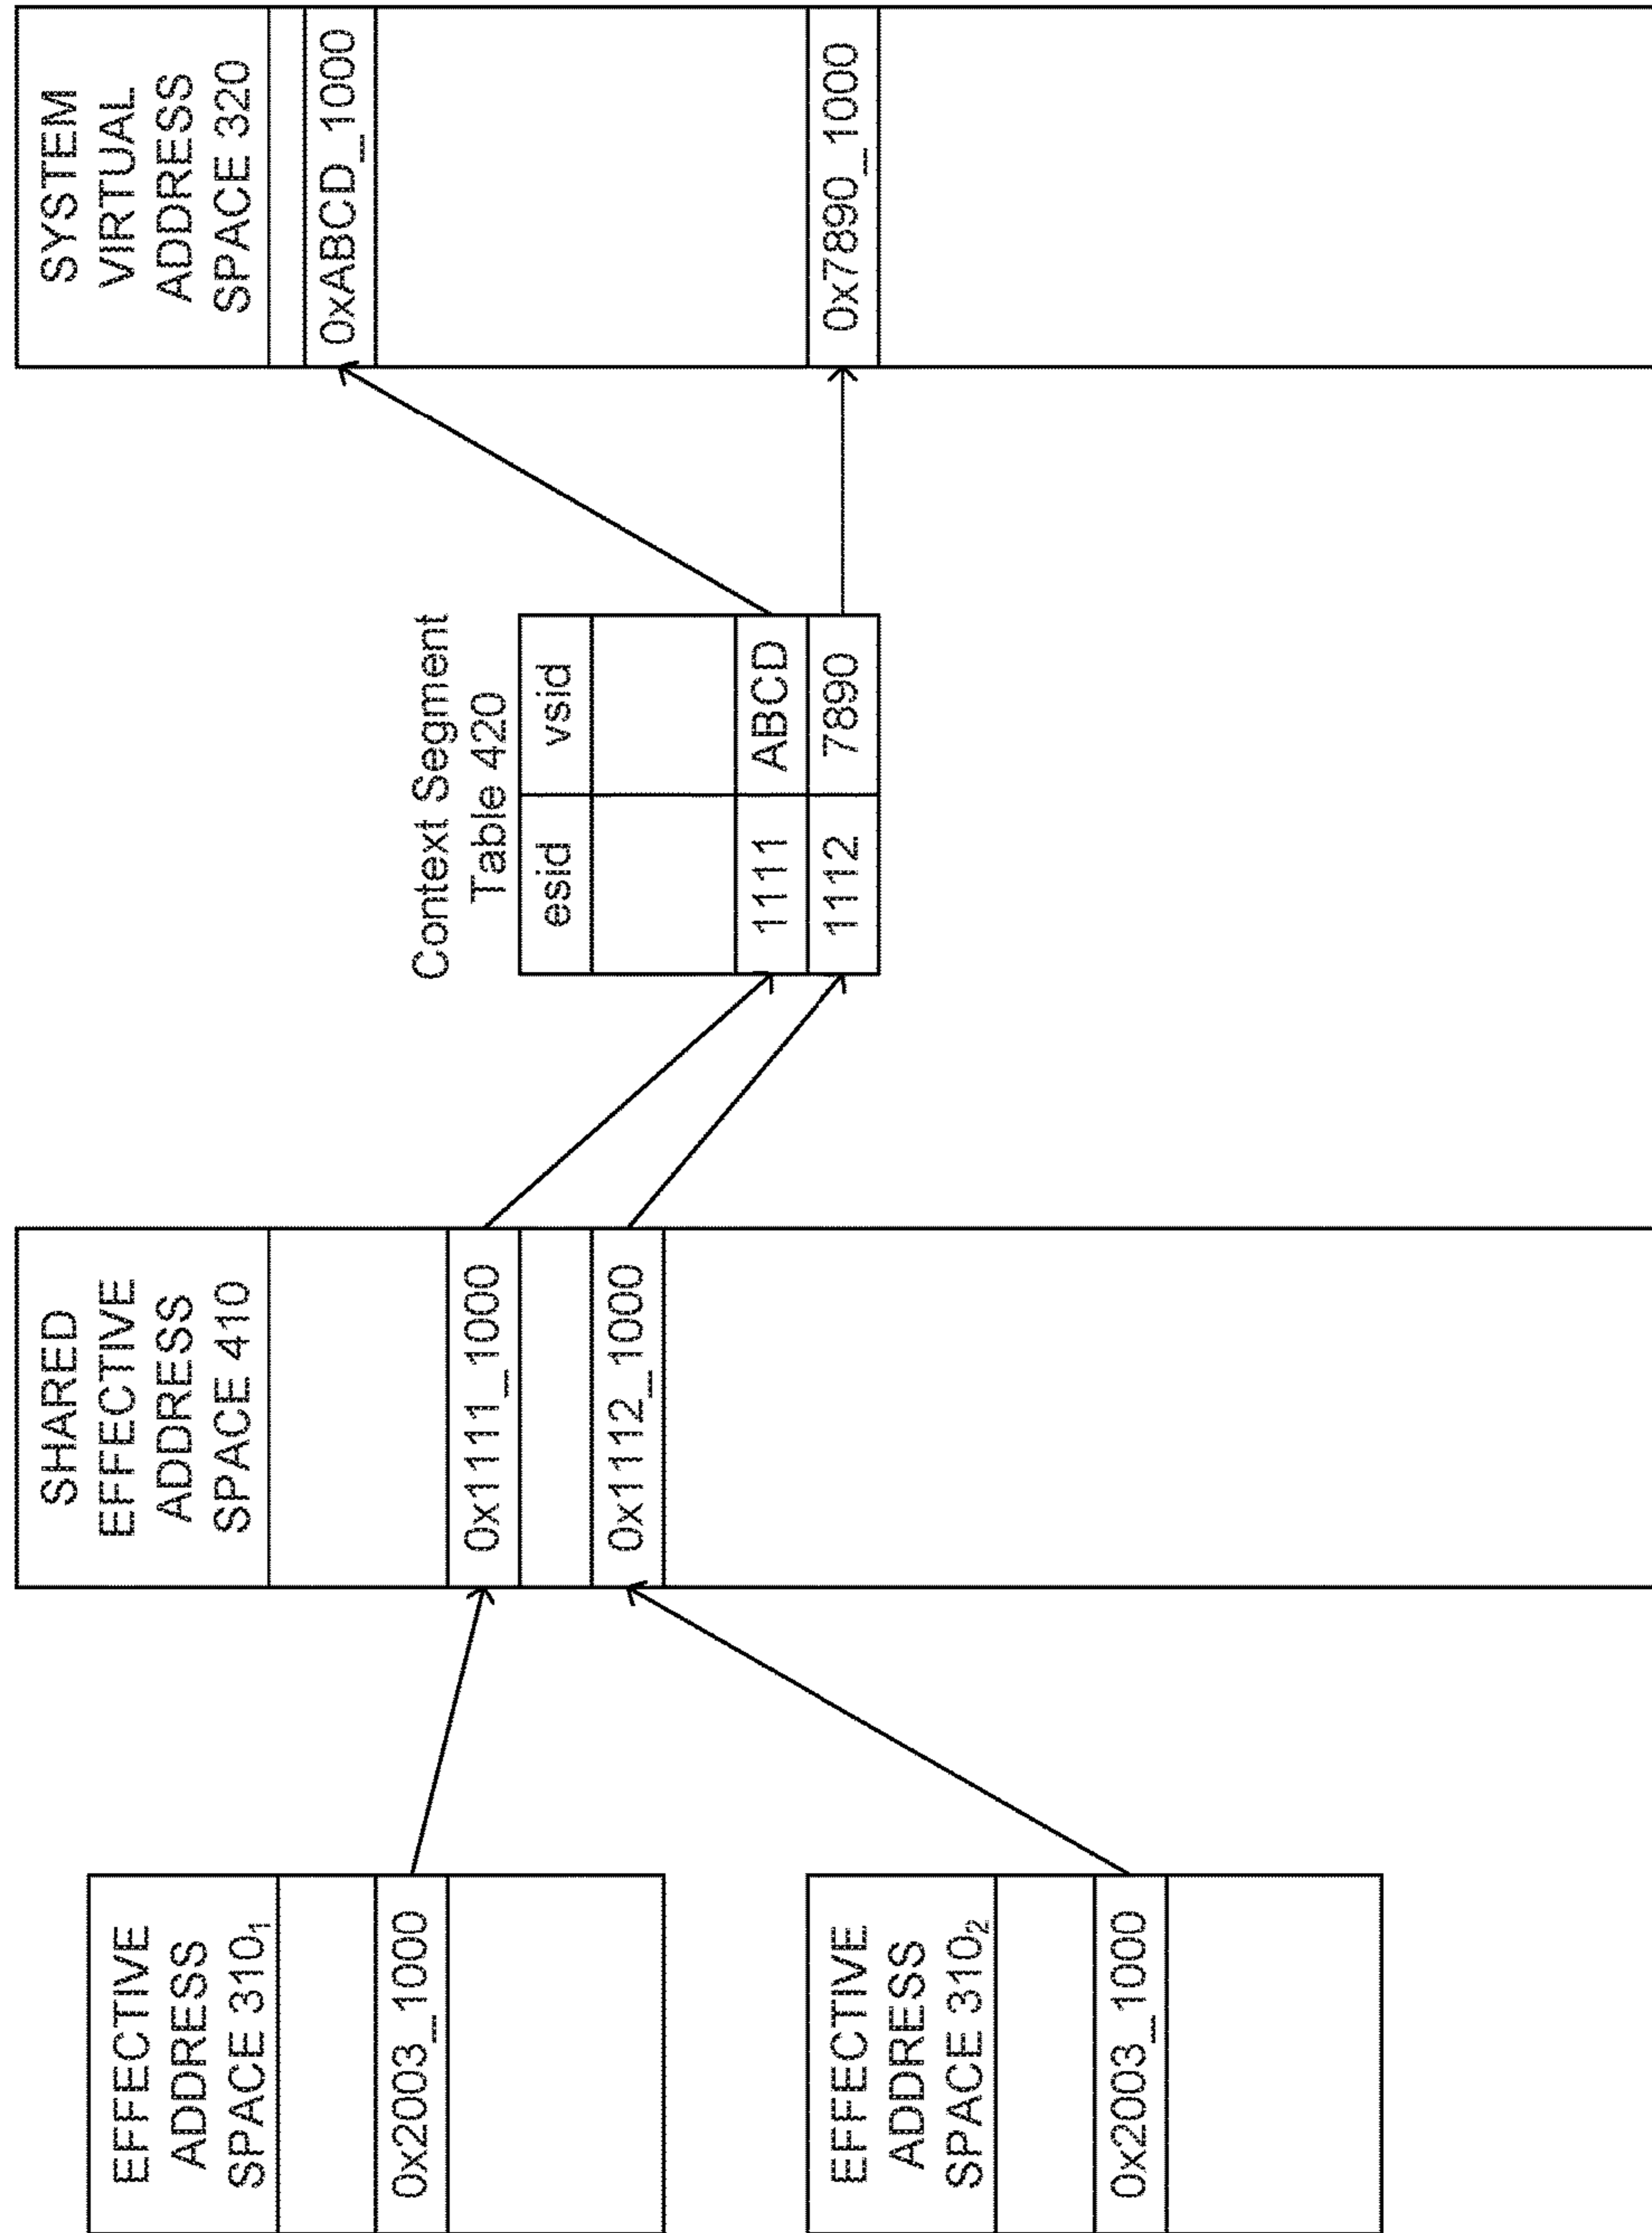 EFFECTIVE
ADDRESS
SPACE 310₁
0x2003_1000
EFFECTIVE
ADDRESS
SPACE 310₂
0x2003_1000
SHARED
EFFECTIVE
ADDRESS
SPACE 410
0x1111_1000
0x1112_1000
Context Segment
Table 420
esid vsid
1111 ABCD
1112 7890
SYSTEM
VIRTUAL
ADDRESS
SPACE 320
0xABCD_1000
0x7890_1000